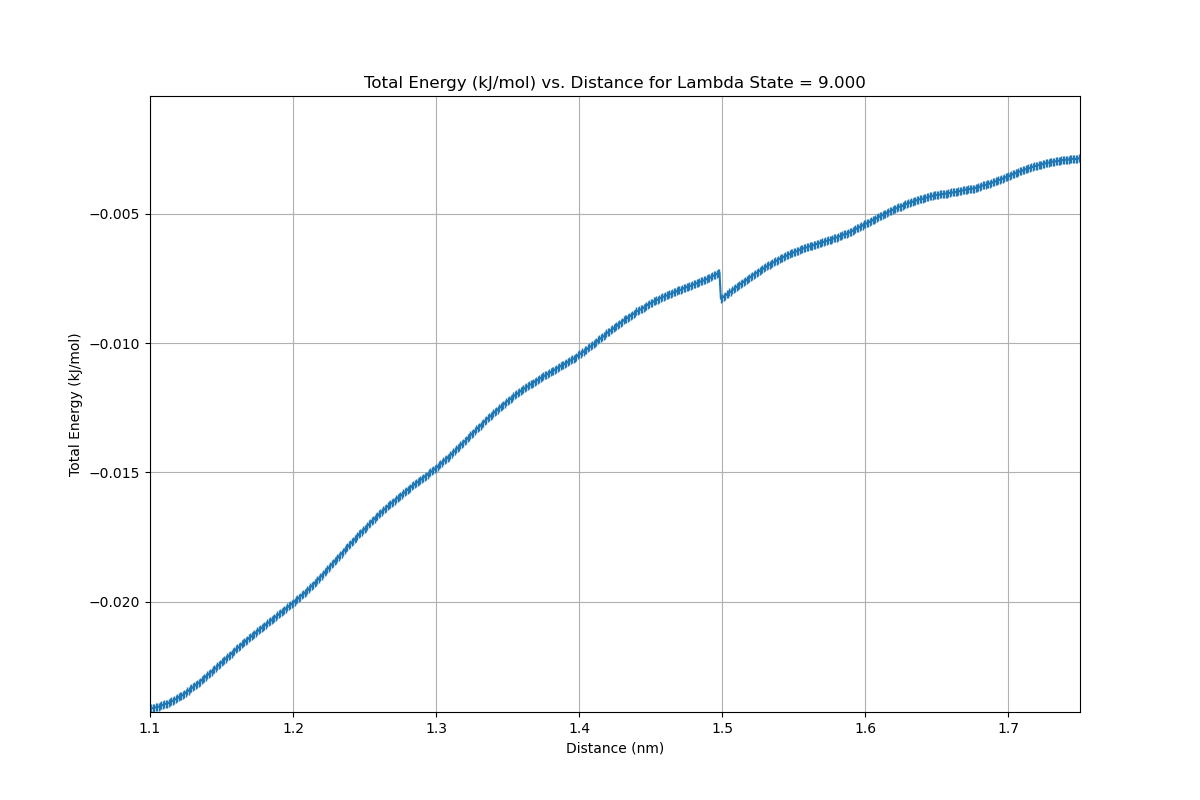 Total Energy (kJ/mol) vs. Distance for Lambda State = 9.000
−0.005
−0.010
−0.015
−0.020
Total Energy (kJ/mol)
1.1 1.2 1.3 1.4 1.5 1.6 1.7
Distance (nm)